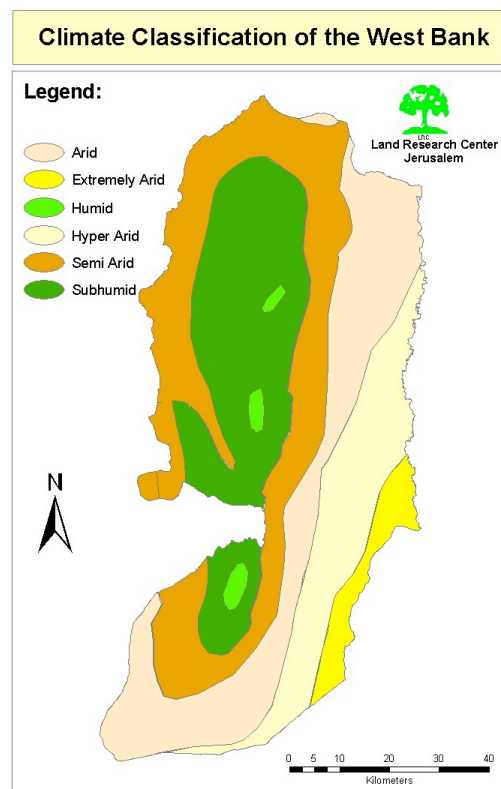 Climate Classification of the West Bank
Legend:
Arid
Extremely Arid
Humid
Hyper Arid
Semi Arid
Subhumid
LRC
Land Research Center
Jerusalem
N
0 5 10 20 30 40
Kilometers